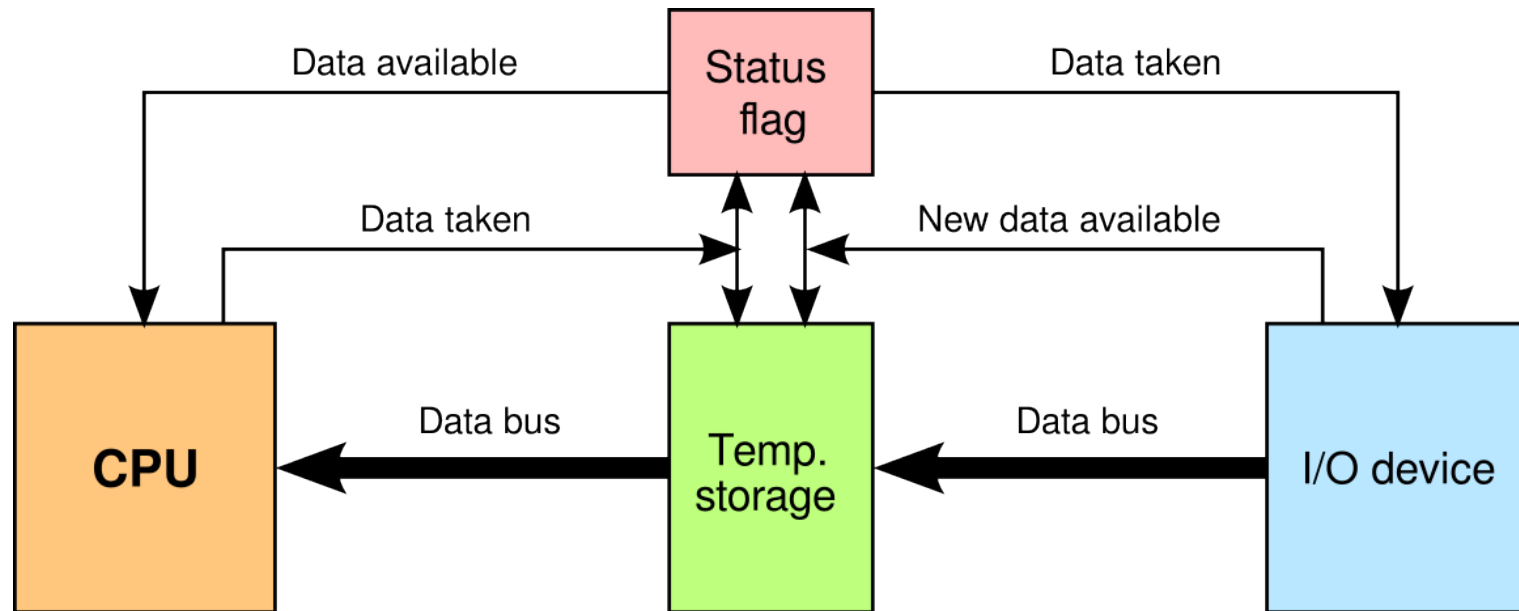 Data available
Status
flag
Data taken
Data taken
New data available
Data bus
Data bus
CPU
Temp.
storage
I/O device